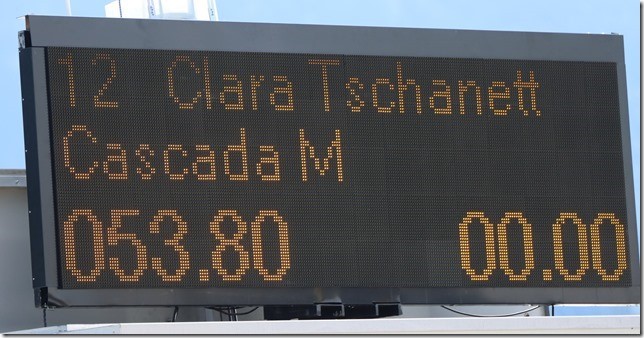 12 Clara Tschanett
Cascada M
053.80 00.00